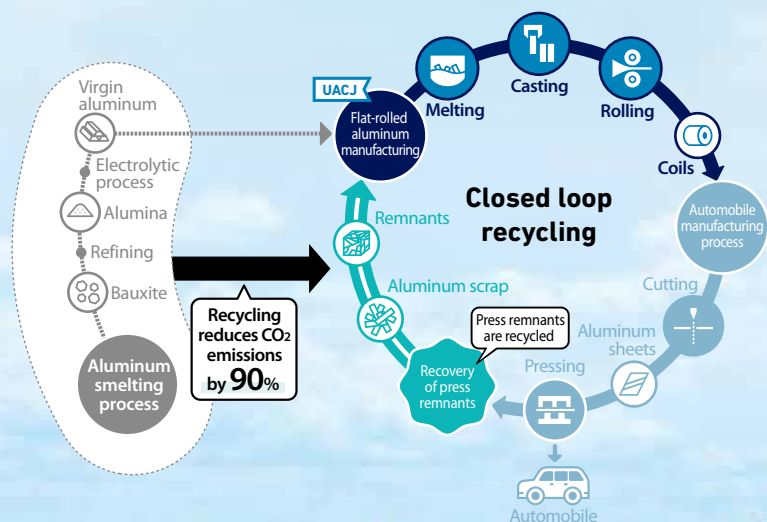 Virgin
aluminum
Electrolytic
process
Alumina
Refining
Bauxite
Aluminum
smelting
process
Recycling
reduces CO2
emissions
by 90%
UACJ
Flat-rolled
aluminum
manufacturing
Melting
Casting
Rolling
Coils
Closed loop
recycling
Automobile
manufacturing
process
Cutting
Aluminum
sheets
Pressing
Automobile
Press remnants
are recycled
Recovery
of press
remnants
Aluminum scrap
Remnants